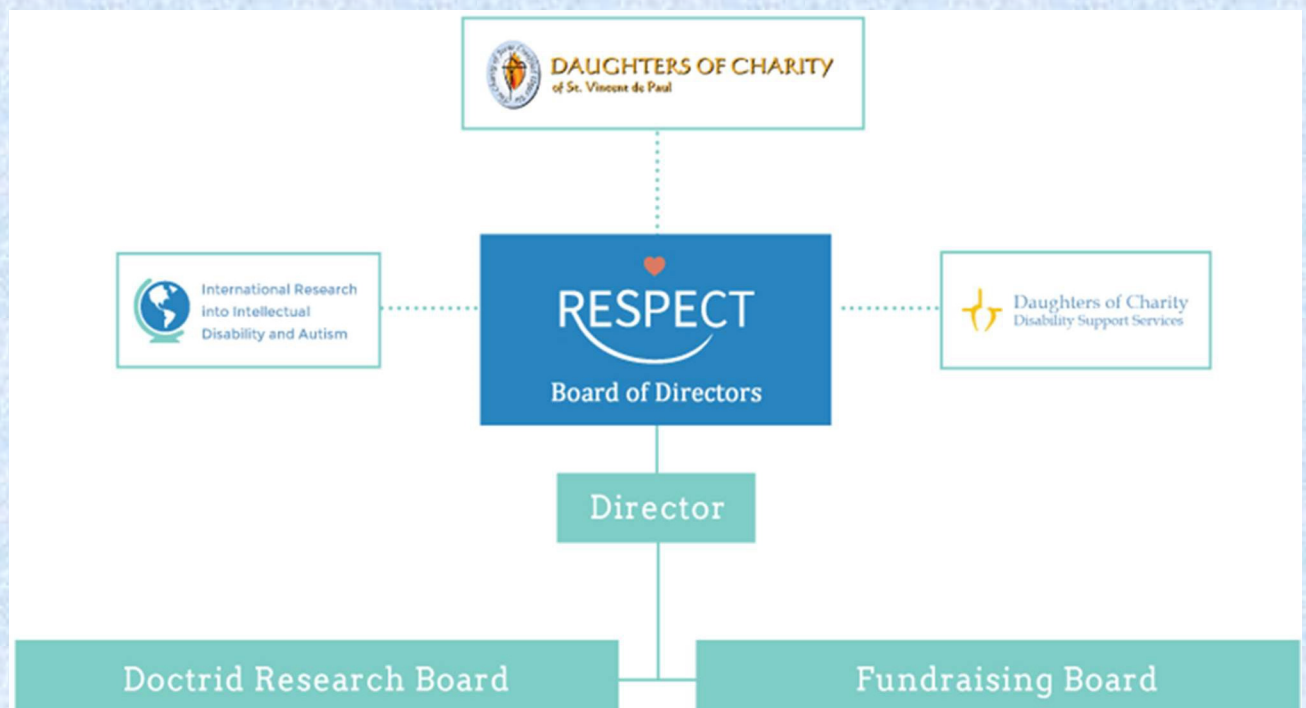 DAUGHTERS OF CHARITY
of St. Vincent de Paul
International Research
into Intellectual
Disability and Autism
RESPECT
Board of Directors
Daughters of Charity
Disability Support Services
Director
Doctrid Research Board
Fundraising Board